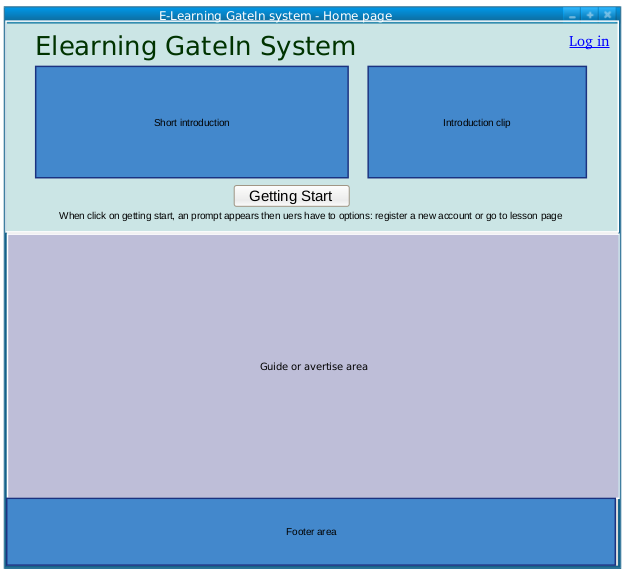 E-Learning GateIn system - Home page
Elearning GateIn System
Log in
Short introduction
Introduction clip
Getting Start
When click on getting start, an prompt appears then uers have to options: register a new account or go to lesson page
Guide or avertise area
Footer area